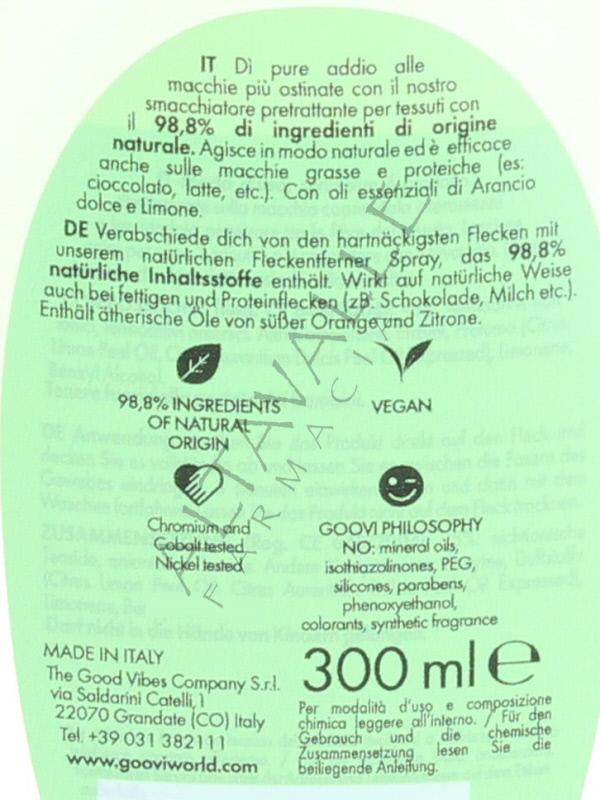 IT Dì pure addio alle
macchie più ostinate con il nostro
smacchiatore pretrattante per tessuti con
il 98,8% di ingredienti di origine
naturale. Agisce in modo naturale ed è efficace
anche sulle macchie grasse e proteiche (es:
cioccolato, latte, etc.). Con oli essenziali di Arancio
dolce e Limone.
DE Verabschiede dich von den hartnäckigsten Flecken mit
unserem natürlichen Fleckentferner Spray, das 98,8%
natürliche Inhaltsstoffe enthält. Wirkt auf natürliche Weise
auch bei fettigen und Proteinflecken (zB: Schokolade, Milch etc.).
Enthält ätherische Öle von süßer Orange und Zitrone.
98,8% INGREDIENTS
OF NATURAL
ORIGIN
VEGAN
Chromium and
Cobalt tested
Nickel tested
GOOVI PHILOSOPHY
NO: mineral oils,
isothiazolinones, PEG,
silicones, parabens,
phenoxyethanol,
colorants, synthetic fragrance
MADE IN ITALY
The Good Vibes Company S.r.l.
via Saldarini Catelli, 1
22070 Grandate (CO) Italy
Tel. +39 031 382111
www.gooviworld.com
300 ml e
Per modalità d'uso e composizione
chimica leggere all'interno. / Für den
Gebrauch und die chemische
Zusammensetzung lesen Sie die
beiliegende Anleitung.
FARMACIA